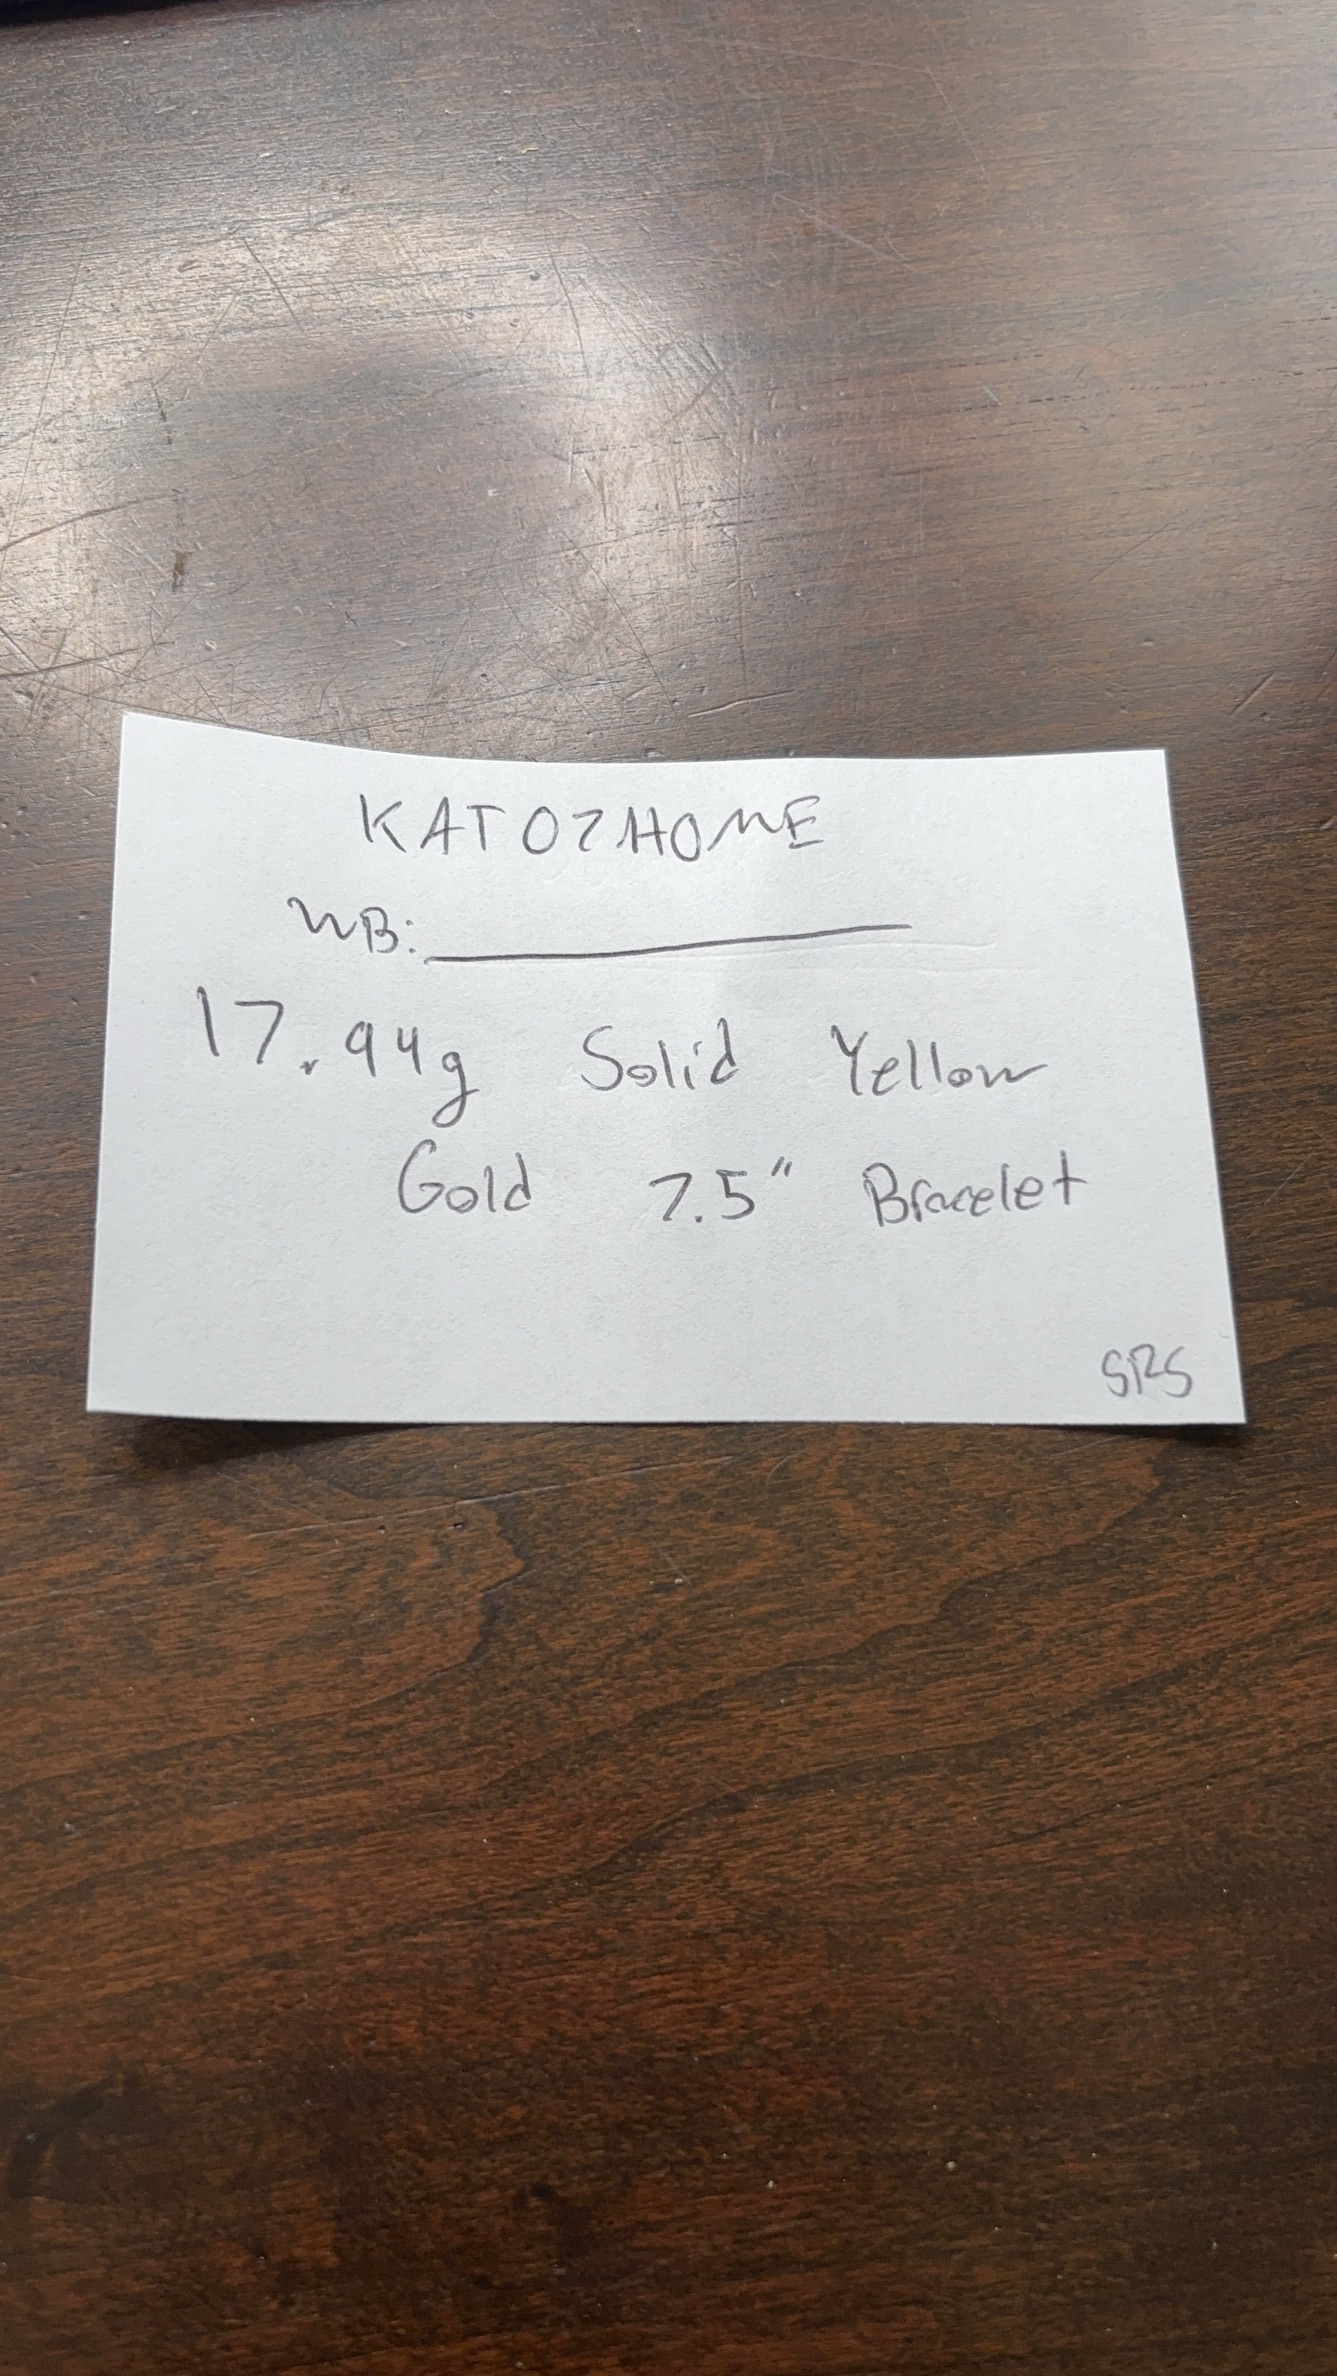 KATOZHOME
WB:
17.94g Solid Yellow
Gold 7.5" Bracelet
SRS